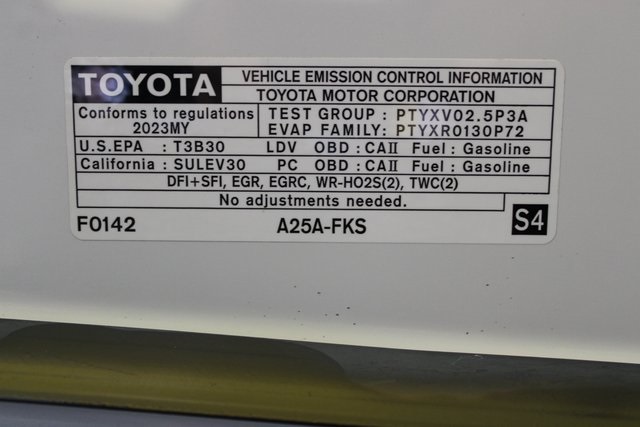 TOYOTA VEHICLE EMISSION CONTROL INFORMATION
TOYOTA MOTOR CORPORATION
Conforms to regulations TEST GROUP : PTYXV02.5P3A
2023MY EVAP FAMILY: PTYXR0130P72
U.S.EPA : T3B30 LDV OBD : CAII Fuel : Gasoline
California : SULEV30 PC OBD : CAII Fuel : Gasoline
DFI+SFI, EGR, EGRC, WR-HO2S(2), TWC(2)
No adjustments needed.
F0142 A25A-FKS S4